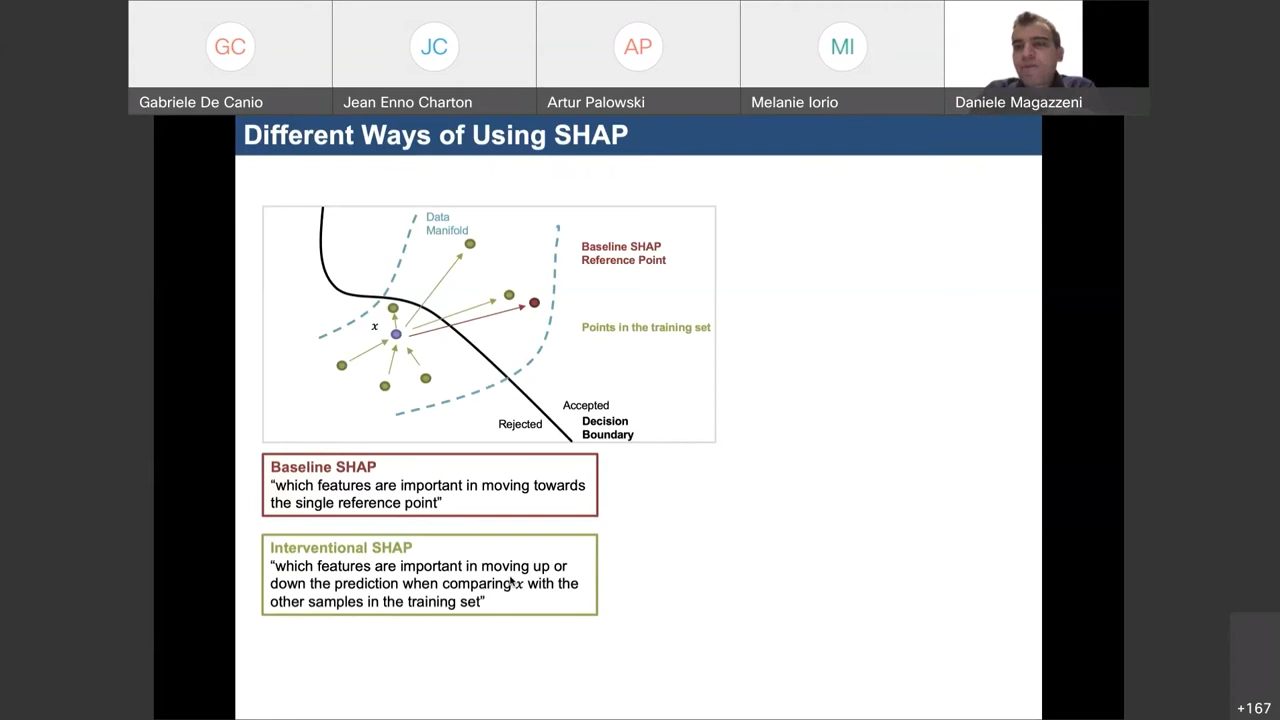 GC
JC
AP
MI
Gabriele De Canio
Jean Enno Charton
Artur Palowski
Melanie Iorio
Daniele Magazzeni
Different Ways of Using SHAP
Data
Manifold
Baseline SHAP
Reference Point
x
Points in the training set
Accepted
Rejected
Decision
Boundary
Baseline SHAP
“which features are important in moving towards
the single reference point”
Interventional SHAP
“which features are important in moving up or
down the prediction when comparing x with the
other samples in the training set”
+167